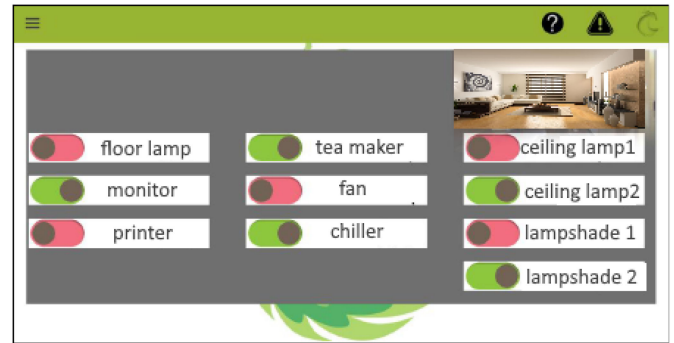 floor lamp
monitor
printer
tea maker
fan
chiller
ceiling lamp1
ceiling lamp2
lampshade 1
lampshade 2